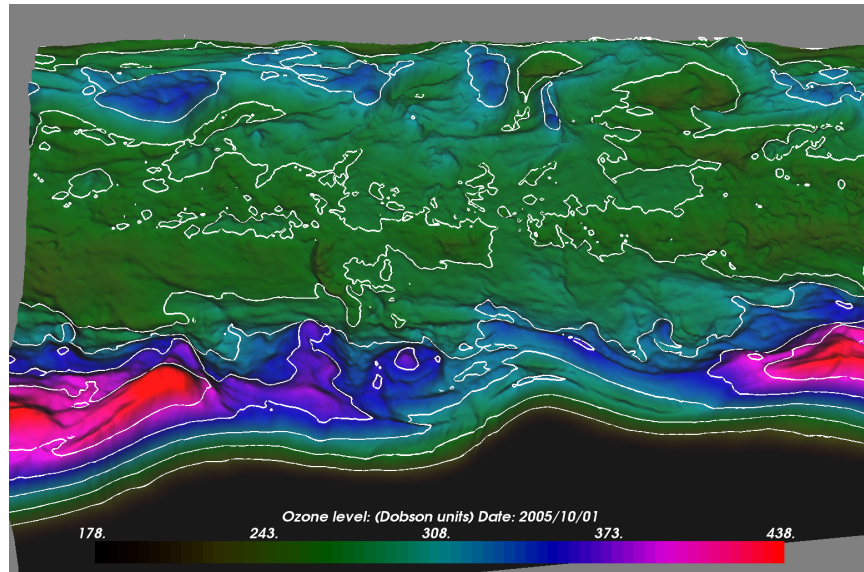 Ozone level: (Dobson units) Date: 2005/10/01
178. 243. 308. 373. 438.